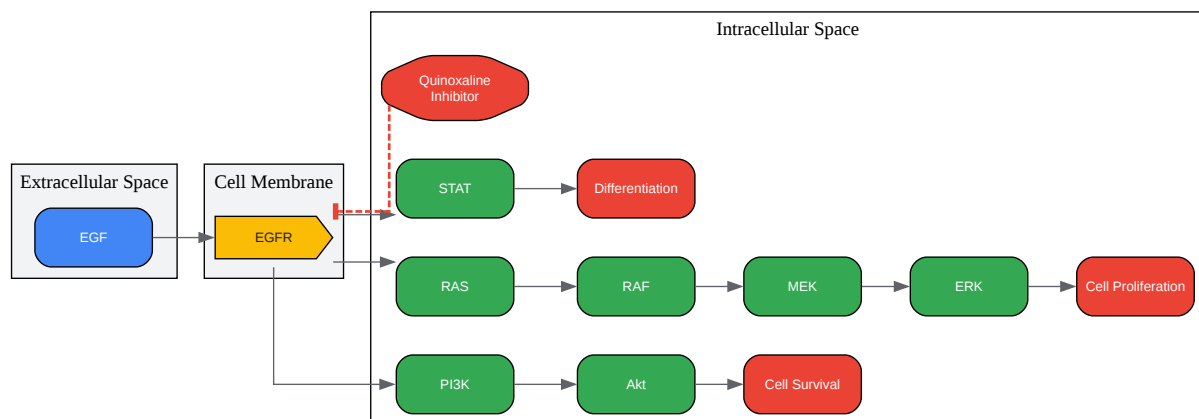 Intracellular Space
Quinoxaline
Inhibitor
Extracellular Space
Cell Membrane
STAT
Differentiation
EGF
EGFR
RAS
RAF
MEK
ERK
Cell Proliferation
PI3K
Akt
Cell Survival